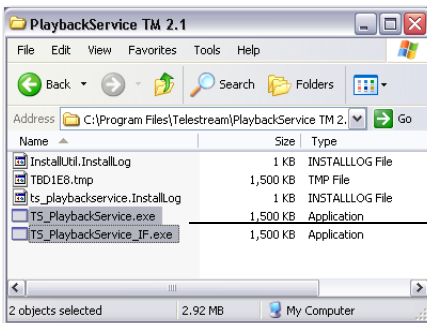 PlaybackService TM 2.1
File Edit View Favorites Tools Help
Back Search Folders
Address C:\Program Files\Telestream\PlaybackService TM 2. Go
Name Size Type
InstallUtil.InstallLog 1 KB INSTALLLOG File
TBD1E8.tmp 1,500 KB TMP File
ts_playbackservice.InstallLog 1 KB INSTALLLOG File
TS_PlaybackService.exe 1,500 KB Application
TS_PlaybackService_IF.exe 1,500 KB Application
2 objects selected 2.92 MB My Computer